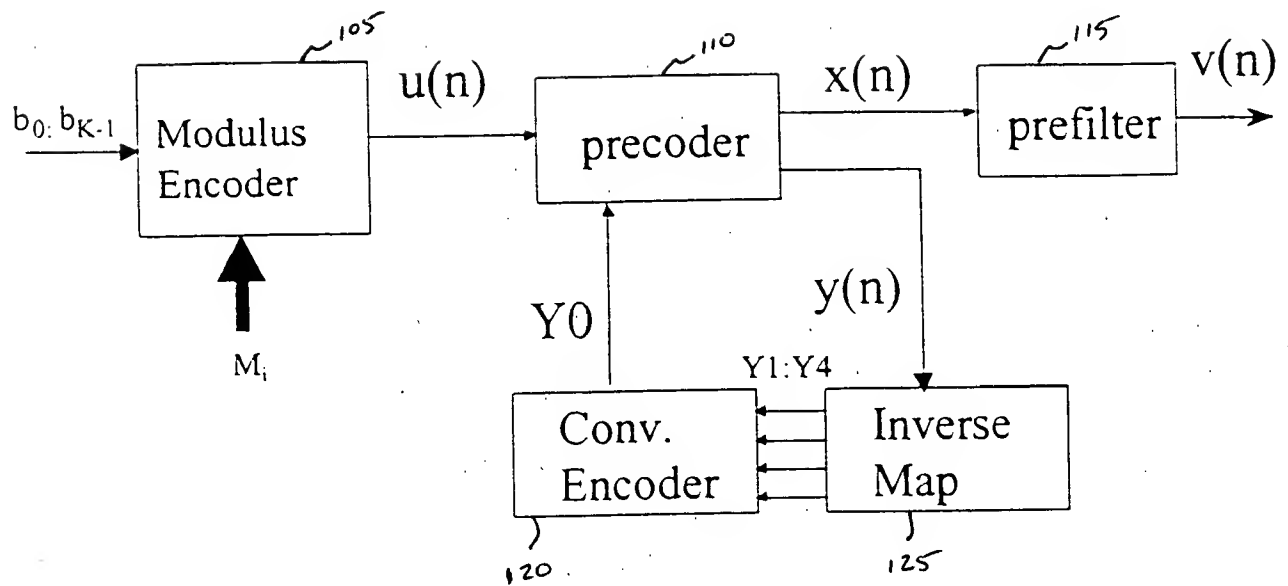 105
110
115
b0: bK-1
Modulus
Encoder
u(n)
precoder
x(n)
prefilter
v(n)
Mi
Y0
y(n)
Y1:Y4
Conv.
Encoder
Inverse
Map
120
125